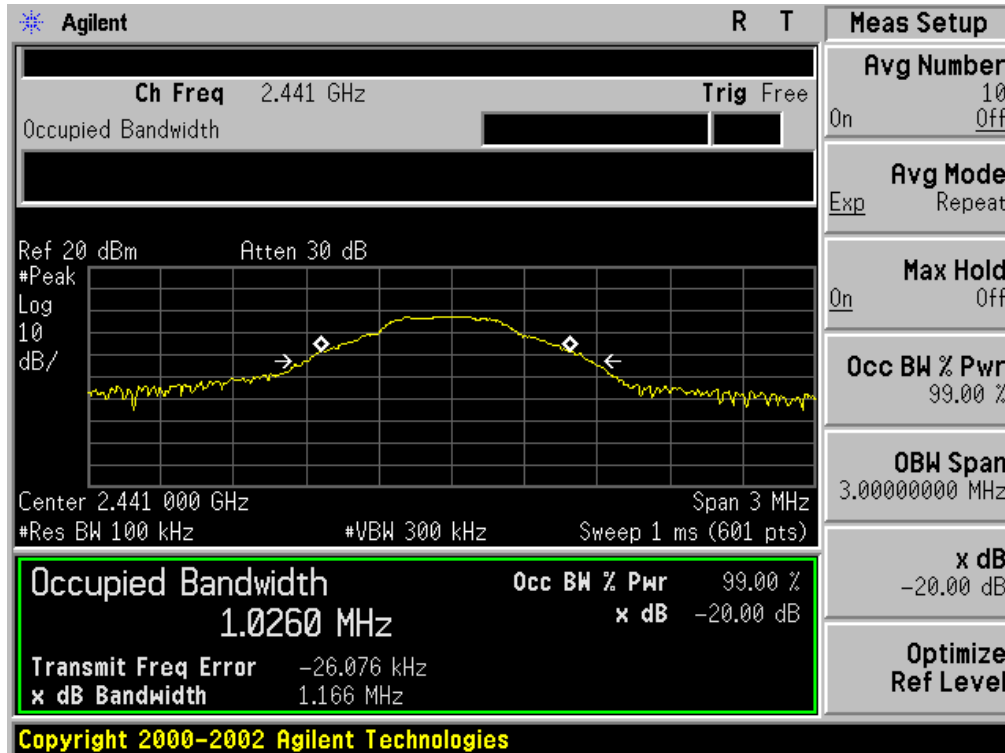 Agilent R T
Ch Freq 2.441 GHz Trig Free
Occupied Bandwidth
Ref 20 dBm Atten 30 dB
#Peak
Log
10
dB/
Center 2.441 000 GHz Span 3 MHz
#Res BW 100 kHz #VBW 300 kHz Sweep 1 ms (601 pts)
Occupied Bandwidth Occ BW % Pwr 99.00 %
1.0260 MHz x dB -20.00 dB
Transmit Freq Error -26.076 kHz
x dB Bandwidth 1.166 MHz
Copyright 2000-2002 Agilent Technologies
Meas Setup
Avg Number
10
On Off
Avg Mode
Exp Repeat
Max Hold
On Off
Occ BW % Pwr
99.00 %
OBW Span
3.00000000 MHz
x dB
-20.00 dB
Optimize
Ref Level